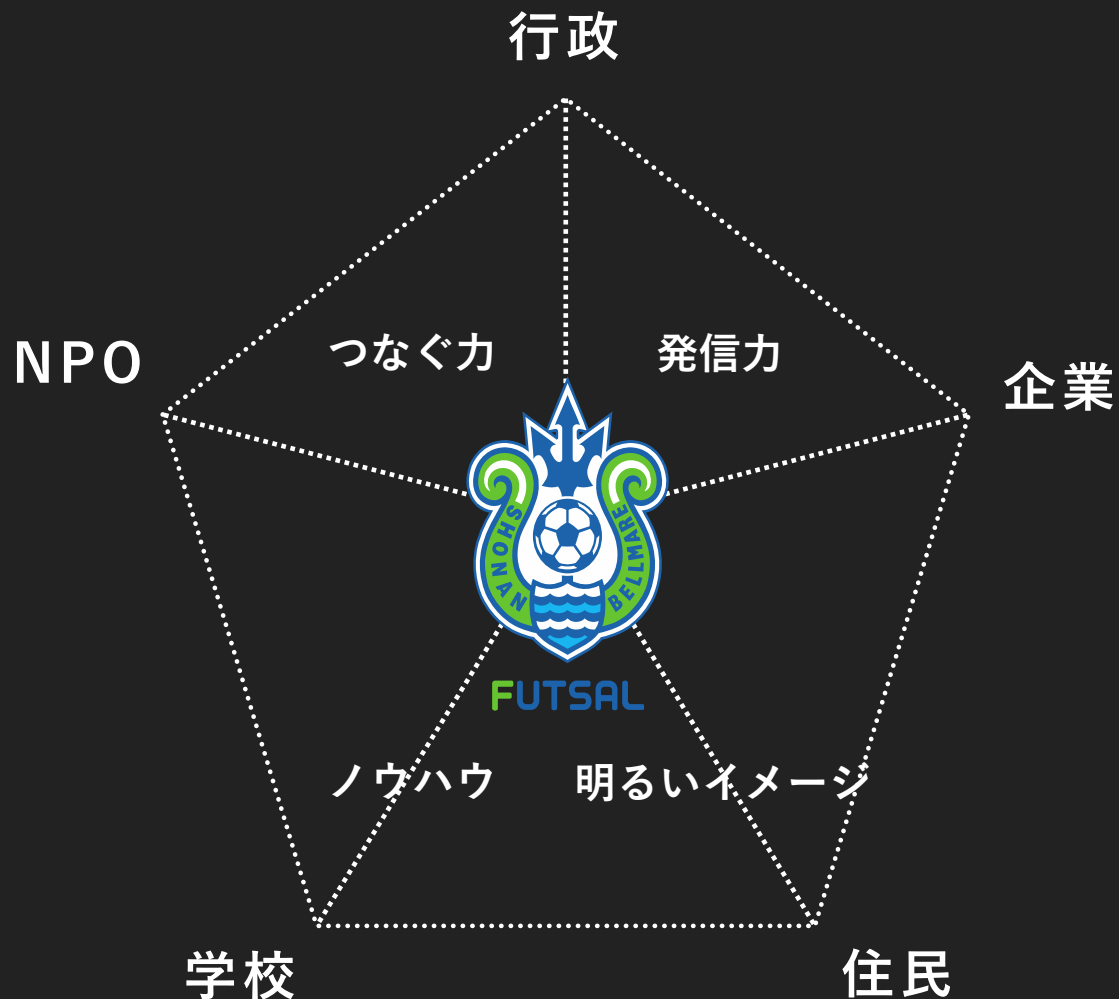 行政
NPO
つなぐ力
発信力
企業
SHONAN
BELLMARE
FUTSAL
ノウハウ
明るいイメージ
学校
住民